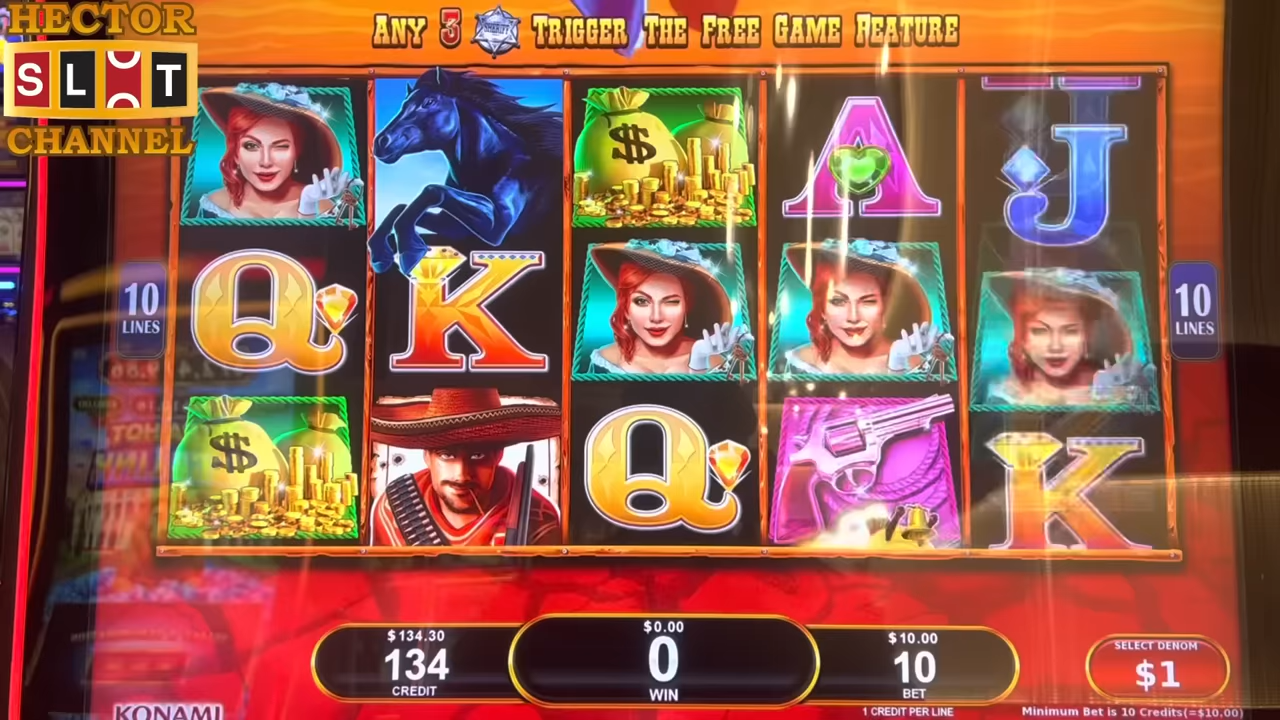 HECTOR
SLOT
CHANNEL
ANY 3 SHERIFF TRIGGER THE FREE GAME FEATURE
$
A
J
10
LINES
Q
K
10
LINES
$
Q
K
$134.30
134
CREDIT
$0.00
0
WIN
$10.00
10
BET
1 CREDIT PER LINE
SELECT DENOM
$1
Minimum Bet is 10 Credits(=$10.00)
KONAMI